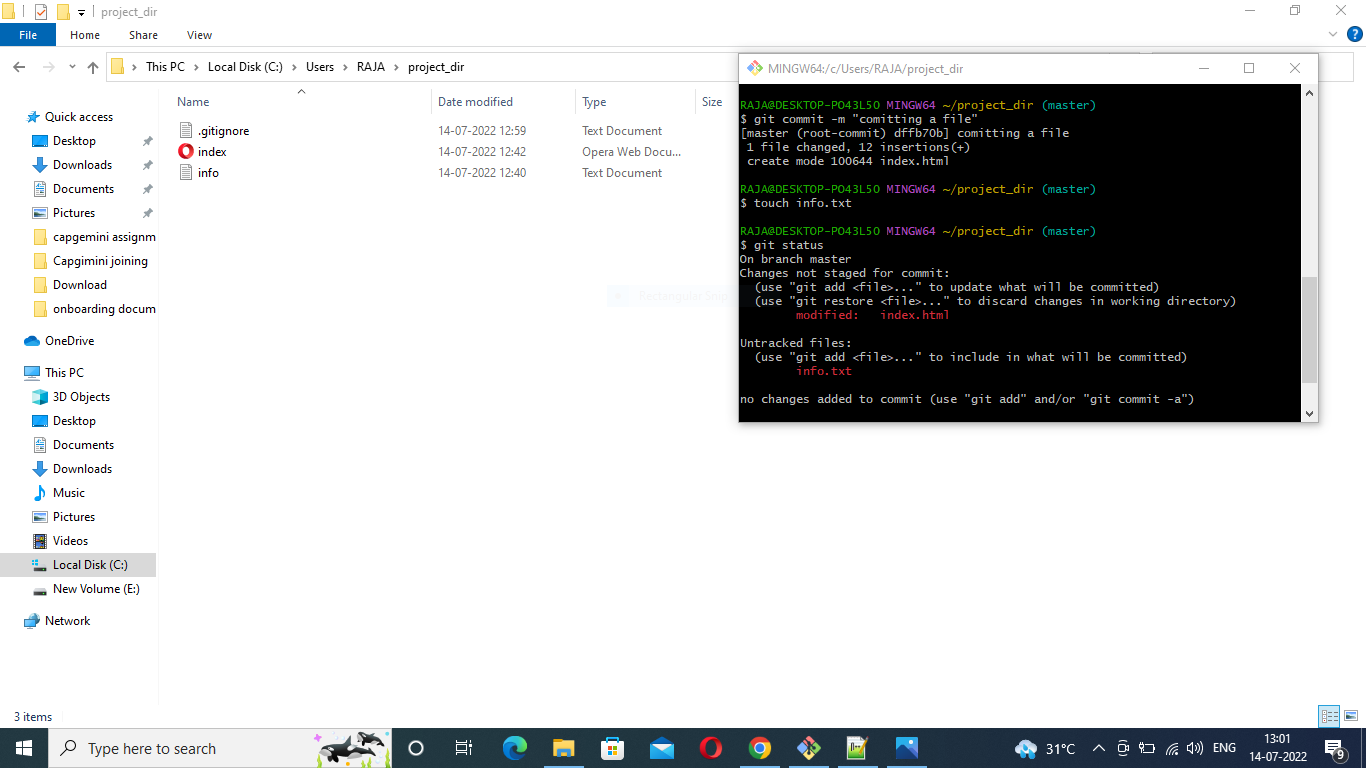 project_dir
File Home Share View
This PC Local Disk (C:) Users RAJA project_dir
Name Date modified Type Size
.gitignore 14-07-2022 12:59 Text Document
index 14-07-2022 12:42 Opera Web Docu...
info 14-07-2022 12:40 Text Document
Quick access
Desktop
Downloads
Documents
Pictures
capgemini assignm
Capgimini joining
Download
onboarding docum
OneDrive
This PC
3D Objects
Desktop
Documents
Downloads
Music
Pictures
Videos
Local Disk (C:)
New Volume (E:)
Network
3 items
Rectangular Snip
MINGW64:/c/Users/RAJA/project_dir
RAJA@DESKTOP-PO43L5O MINGW64 ~/project_dir (master)
$ git commit -m "comitting a file"
[master (root-commit) dffb70b] comitting a file
1 file changed, 12 insertions(+)
create mode 100644 index.html
RAJA@DESKTOP-PO43L5O MINGW64 ~/project_dir (master)
$ touch info.txt
RAJA@DESKTOP-PO43L5O MINGW64 ~/project_dir (master)
$ git status
On branch master
Changes not staged for commit:
(use "git add <file>..." to update what will be committed)
(use "git restore <file>..." to discard changes in working directory)
modified: index.html
Untracked files:
(use "git add <file>..." to include in what will be committed)
info.txt
no changes added to commit (use "git add" and/or "git commit -a")
Type here to search
31°C
ENG
13:01
14-07-2022
9